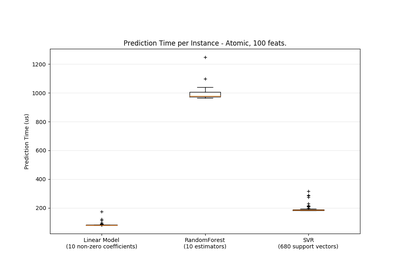 Prediction Time per Instance - Atomic, 100 feats.
Prediction Time (us)
1200
1000
800
600
400
200
Linear Model
(10 non-zero coefficients)
RandomForest
(10 estimators)
SVR
(680 support vectors)